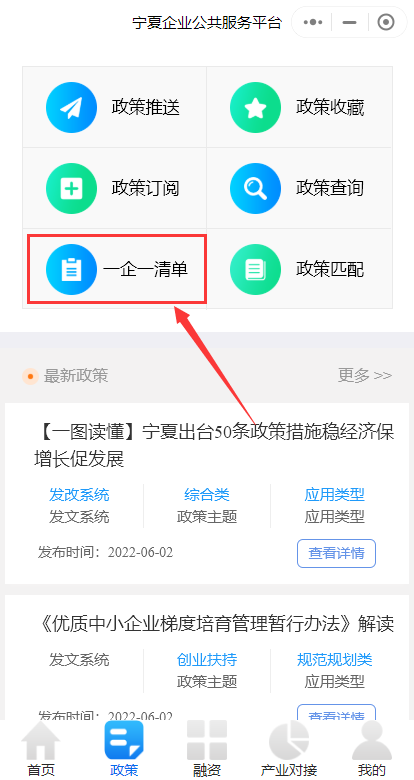 宁夏企业公共服务平台
政策推送
政策收藏
政策订阅
政策查询
一企一清单
政策匹配
最新政策
更多 >>
【一图读懂】宁夏出台50条政策措施稳经济保
增长促发展
发改系统 综合类 应用类型
发文系统 政策主题 应用类型
发布时间：2022-06-02
查看详情
《优质中小企业梯度培育管理暂行办法》解读
发文系统 创业扶持 规范规划类
政策主题 应用类型
发布时间：2022-06-02
查看详情
首页 政策 融资 产业对接 我的